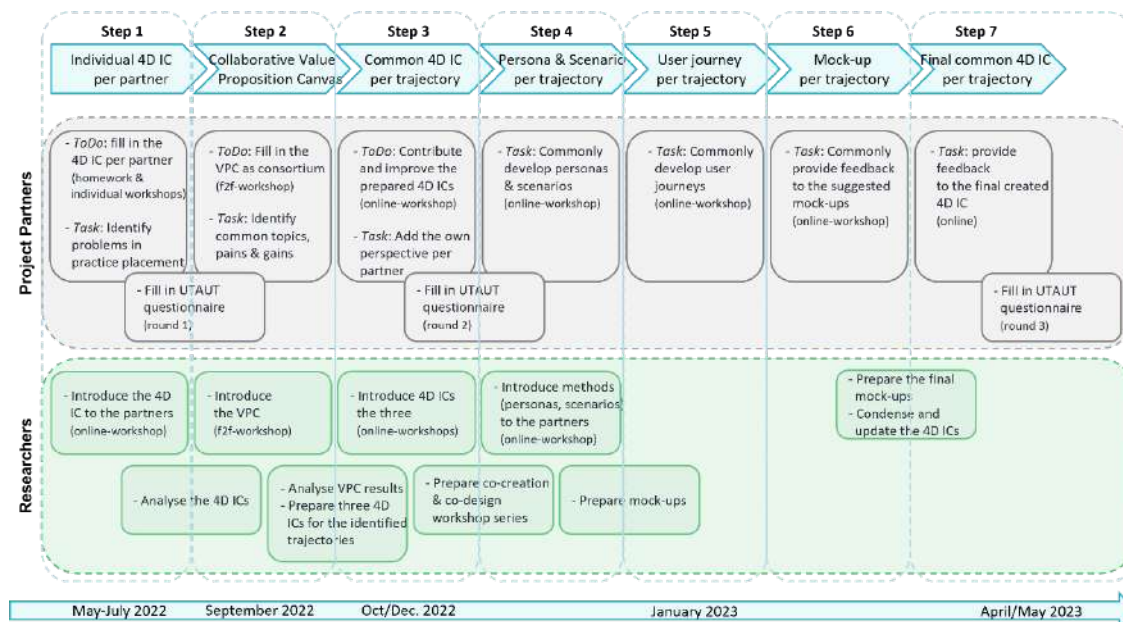 Step 1
Step 2
Step 3
Step 4
Step 5
Step 6
Step 7
Individual 4D IC
per partner
Collaborative Value
Proposition Canvas
Common 4D IC
per trajectory
Persona & Scenario
per trajectory
User journey
per trajectory
Mock-up
per trajectory
Final common 4D IC
per trajectory
Project Partners
- ToDo: fill in the
4D IC per partner
(homework &
individual workshops)
- Task: Identify
problems in
practice placement
- ToDo: Fill in the
VPC as consortium
(f2f-workshop)
- Task: Identify
common topics,
pains & gains
- ToDo: Contribute
and improve the
prepared 4D ICs
(online-workshop)
- Task: Add the own
perspective per
partner
- Task: Commonly
develop personas
& scenarios
(online-workshop)
- Task: Commonly
develop user
journeys
(online-workshop)
- Task: Commonly
provide feedback
to the suggested
mock-ups
(online-workshop)
- Task: provide
feedback
to the final created
4D IC
(online)
- Fill in UTAUT
questionnaire
(round 1)
- Fill in UTAUT
questionnaire
(round 2)
- Fill in UTAUT
questionnaire
(round 3)
Researchers
- Introduce the 4D
IC to the partners
(online-workshop)
- Introduce
the VPC
(f2f-workshop)
- Introduce 4D ICs
the three
(online-workshops)
- Introduce methods
(personas, scenarios)
to the partners
(online-workshop)
- Prepare the final
mock-ups
- Condense and
update the 4D ICs
- Analyse the 4D ICs
- Analyse VPC results
- Prepare three 4D
ICs for the identified
trajectories
- Prepare co-creation
& co-design
workshop series
- Prepare mock-ups
May-July 2022
September 2022
Oct/Dec. 2022
January 2023
April/May 2023